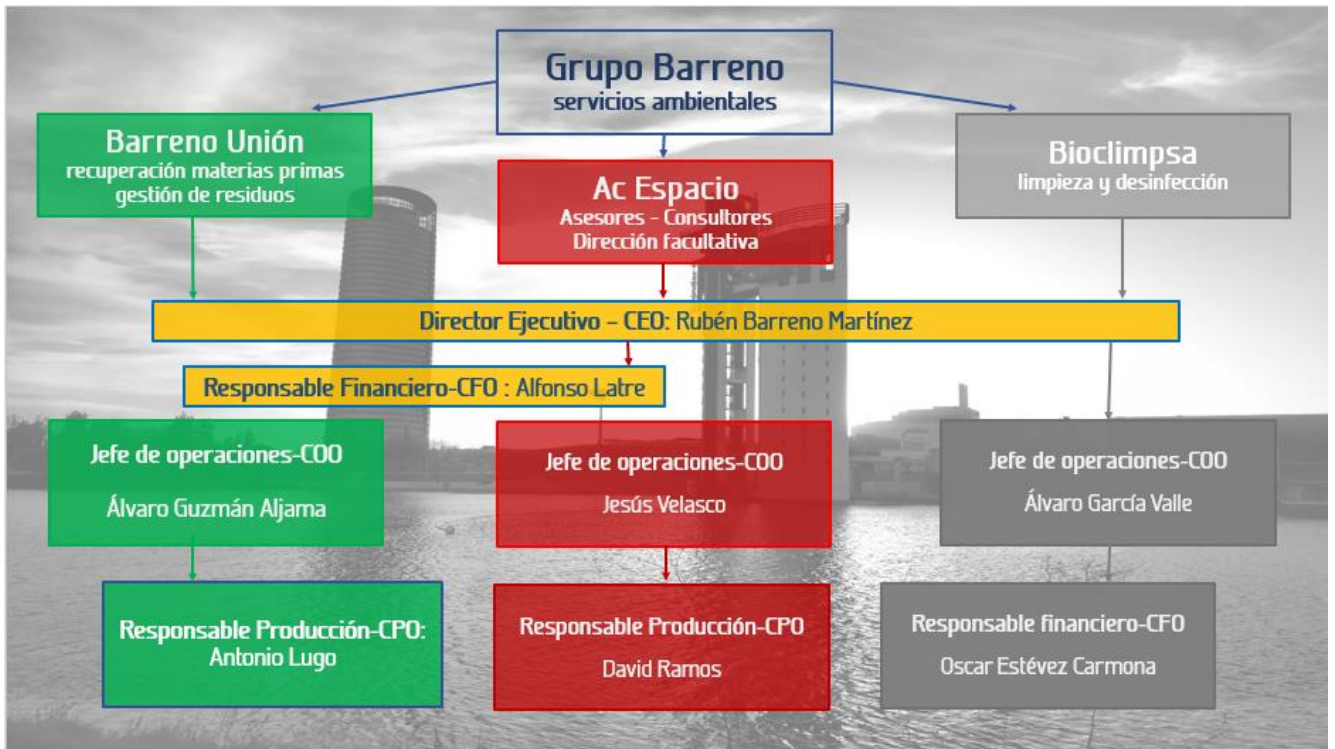 Grupo Barreno
servicios ambientales
Barreno Unión
recuperación materias primas
gestión de residuos
Ac Espacio
Asesores - Consultores
Dirección facultativa
Bioclimpsa
limpieza y desinfección
Director Ejecutivo – CEO: Rubén Barreno Martínez
Responsable Financiero-CFO : Alfonso Latre
Jefe de operaciones-COO
Álvaro Guzmán Aljama
Jefe de operaciones-COO
Jesús Velasco
Jefe de operaciones-COO
Álvaro García Valle
Responsable Producción-CPO:
Antonio Lugo
Responsable Producción-CPO
David Ramos
Responsable financiero-CFO
Oscar Estévez Carmona